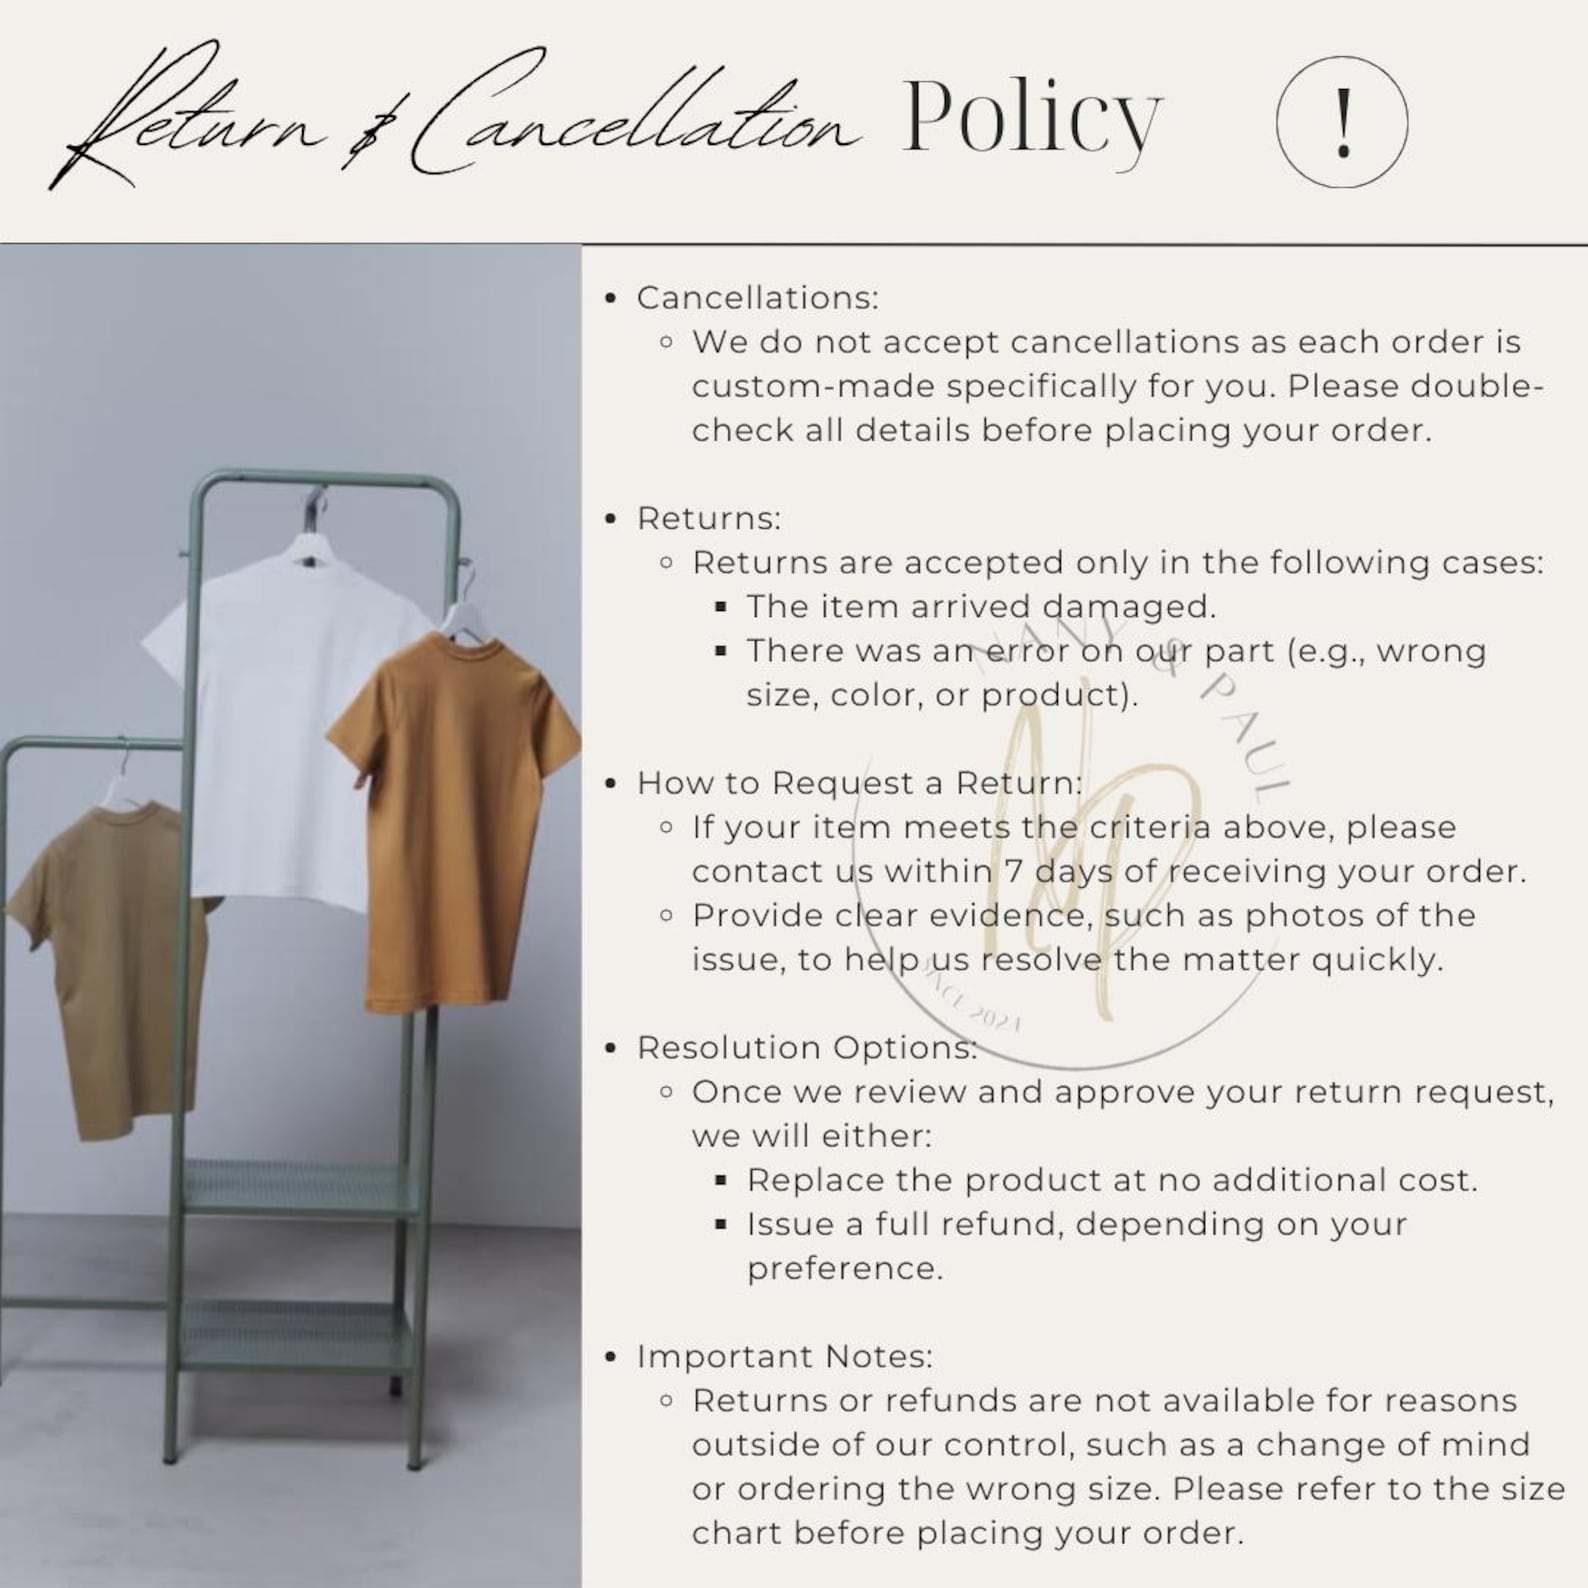 Return & Cancellation Policy !
• Cancellations:
◦ We do not accept cancellations as each order is
custom-made specifically for you. Please double-
check all details before placing your order.
• Returns:
◦ Returns are accepted only in the following cases:
▪ The item arrived damaged.
▪ There was an error on our part (e.g., wrong
size, color, or product).
• How to Request a Return:
◦ If your item meets the criteria above, please
contact us within 7 days of receiving your order.
◦ Provide clear evidence, such as photos of the
issue, to help us resolve the matter quickly.
• Resolution Options:
◦ Once we review and approve your return request,
we will either:
▪ Replace the product at no additional cost.
▪ Issue a full refund, depending on your
preference.
• Important Notes:
◦ Returns or refunds are not available for reasons
outside of our control, such as a change of mind
or ordering the wrong size. Please refer to the size
chart before placing your order.
NANY & PAUL
NP
SINCE 2021